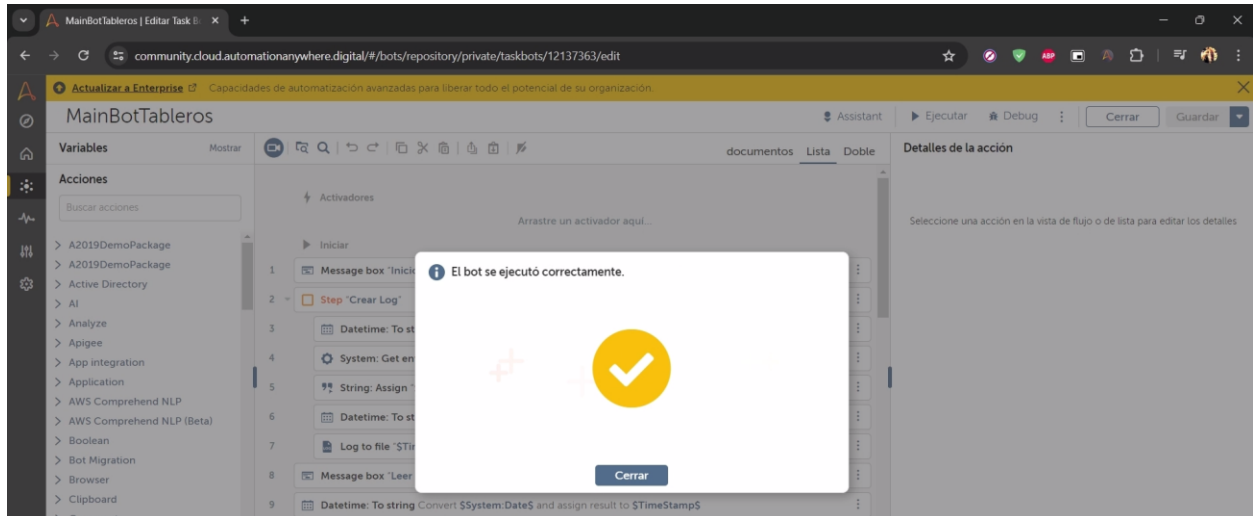 MainBotTableros | Editar Task B
community.cloud.automationanywhere.digital/#/bots/repository/private/taskbots/12137363/edit
ABP
Actualizar a Enterprise Capacidades de automatización avanzadas para liberar todo el potencial de su organización.
MainBotTableros
Assistant
Ejecutar
Debug
Cerrar
Guardar
Variables
Mostrar
documentos Lista Doble
Detalles de la acción
Acciones
Buscar acciones
Activadores
Arrastre un activador aquí...
Seleccione una acción en la vista de flujo o de lista para editar los detalles
A2019DemoPackage
A2019DemoPackage
Active Directory
AI
Analyze
Apigee
App integration
Application
AWS Comprehend NLP
AWS Comprehend NLP (Beta)
Boolean
Bot Migration
Browser
Clipboard
Iniciar
1 Message box "Inicio
2 Step "Crear Log"
3 Datetime: To st
4 System: Get en
5 String: Assign "
6 Datetime: To st
7 Log to file "$Tim
8 Message box "Leer
9 Datetime: To string Convert $System:Date$ and assign result to $TimeStamp$
El bot se ejecutó correctamente.
Cerrar